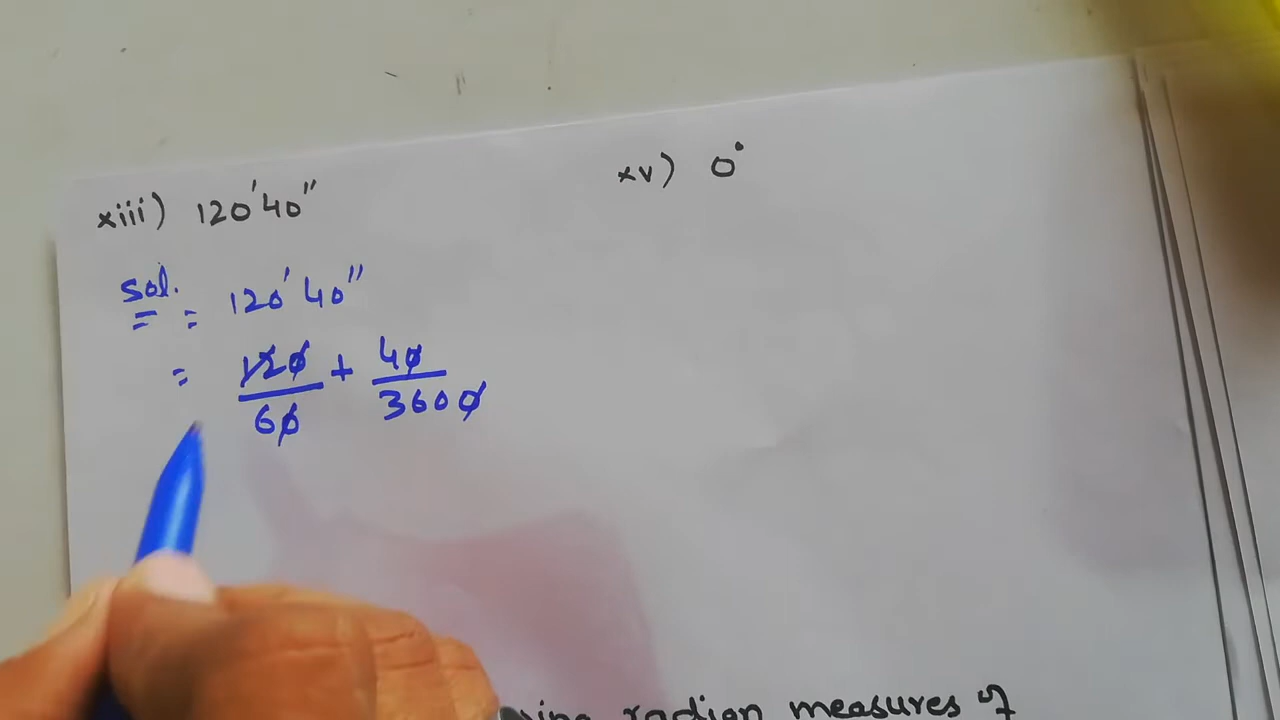 xiii) 120'40"
xv) 0°
Sol. = 120' 40"
= 120/60 + 40/3600
radian measures of